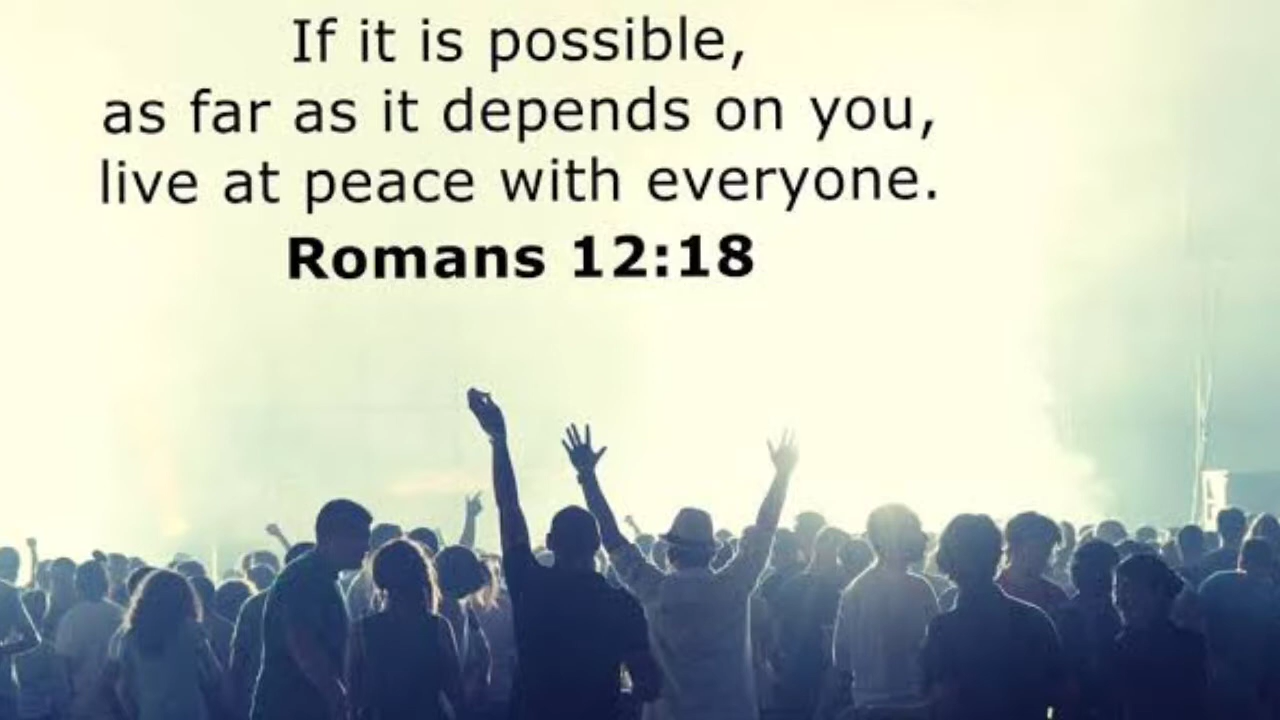 If it is possible,
as far as it depends on you,
live at peace with everyone.
Romans 12:18